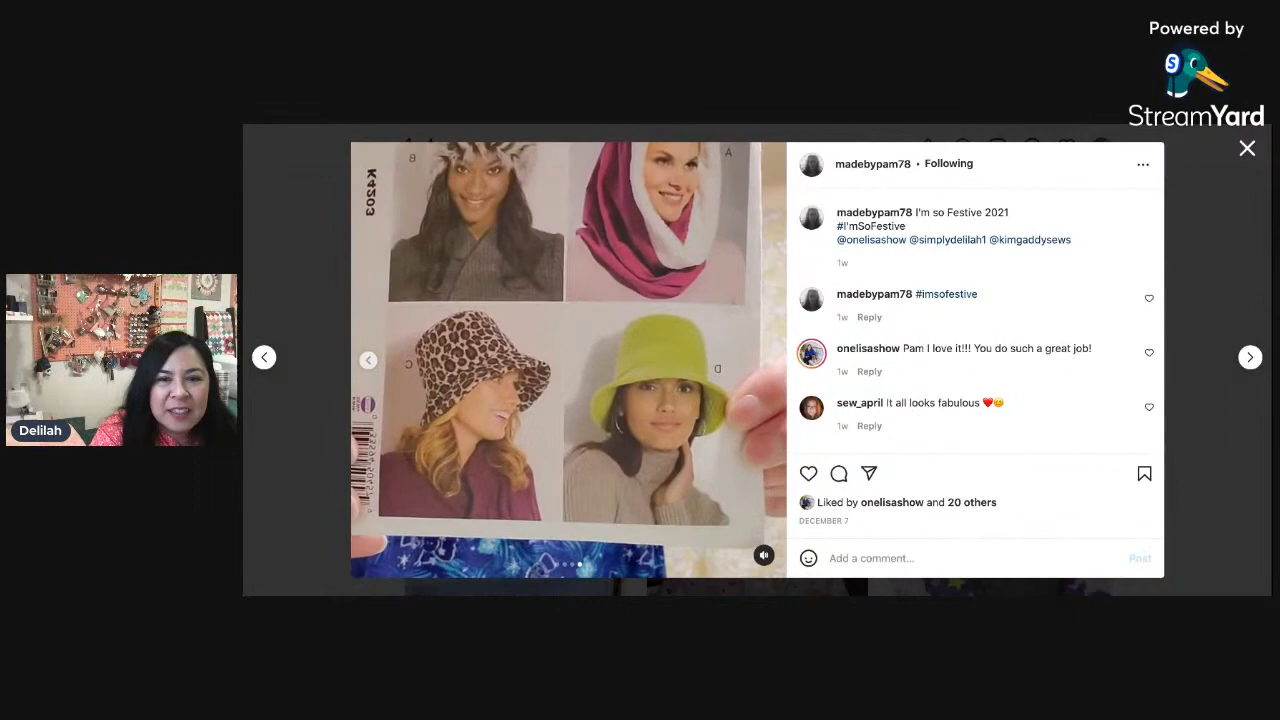 Powered by
S
StreamYard
madebypam78 • Following
madebypam78 I'm so Festive 2021
#I'mSoFestive
@onelisashow @simplydelilah1 @kimgaddysews
1w
madebypam78 #imsofestive
1w Reply
onelisashow Pam I love it!!! You do such a great job!
1w Reply
sew_april It all looks fabulous ❤️😊
1w Reply
Liked by onelisashow and 20 others
DECEMBER 7
Add a comment...
Post
K4203
B
A
C
D
Delilah